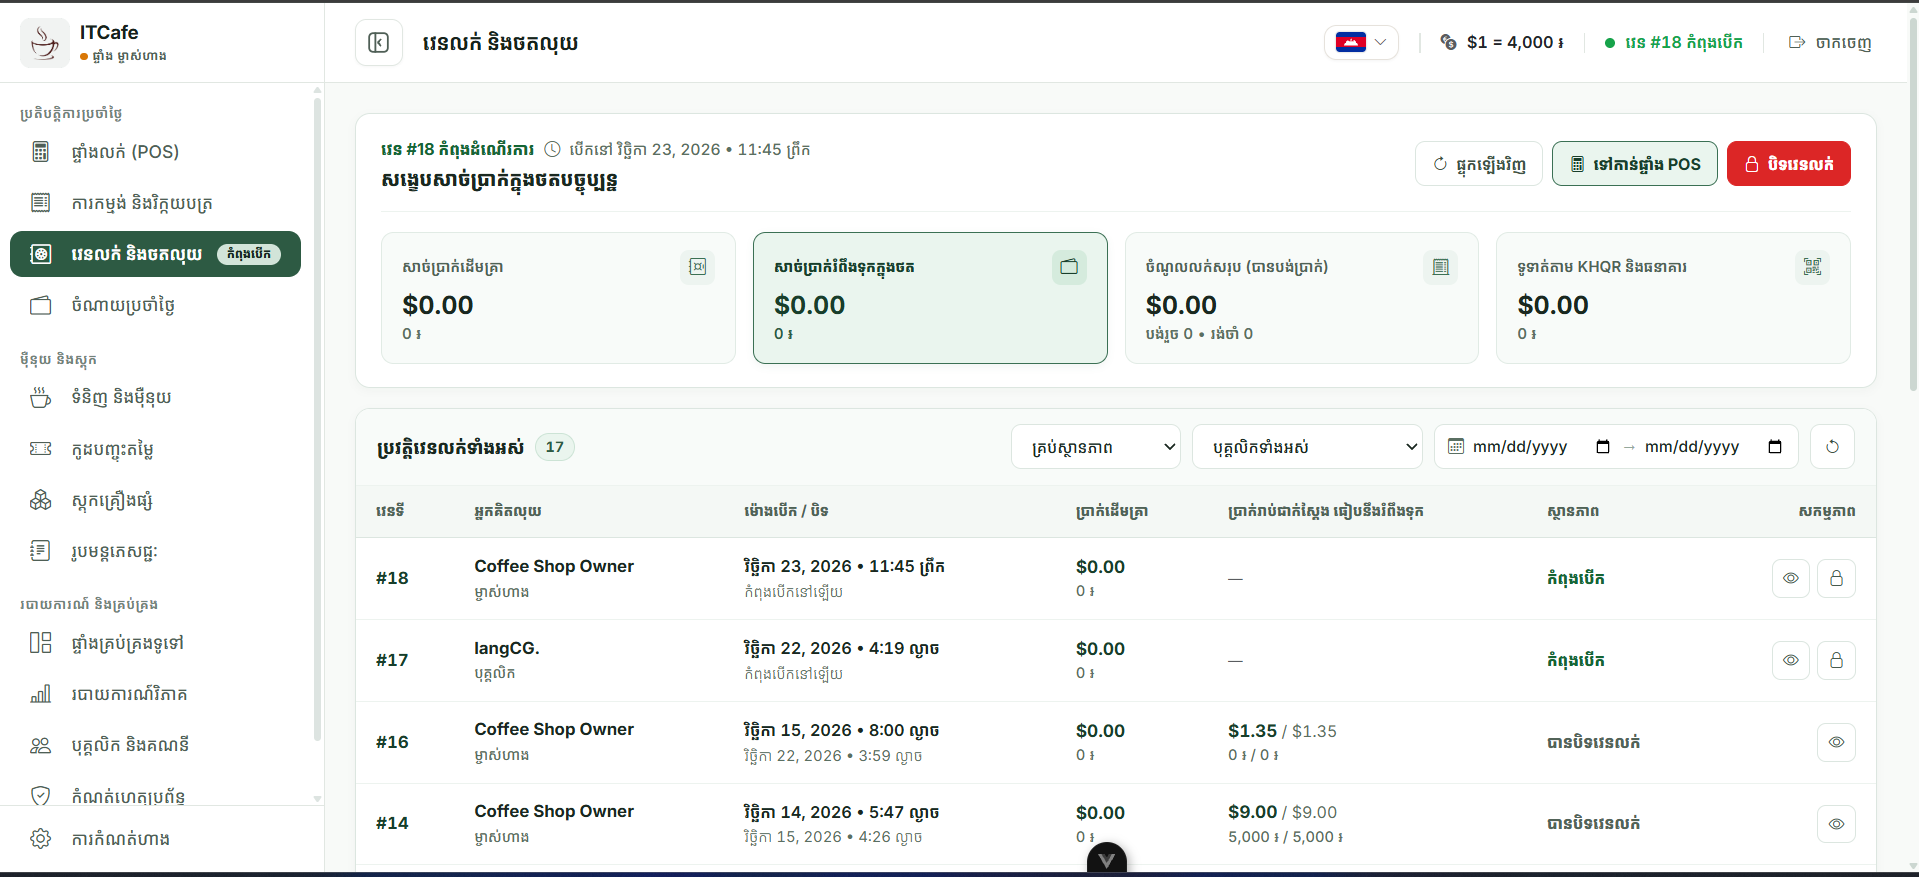 ITCafe
ផ្ទាំង ម្ចាស់ហាង
ប្រតិបត្តិការប្រចាំថ្ងៃ
ផ្ទាំងលក់ (POS)
ការកម្មង់ និងវិក្កយបត្រ
វេនលក់ និងថតលុយ
កំពុងបើក
ចំណាយប្រចាំថ្ងៃ
ម៉ឺនុយ និងស្តុក
ទំនិញ និងម៉ឺនុយ
កូដបញ្ចុះតម្លៃ
ស្តុកគ្រឿងផ្សំ
រូបមន្តភេសជ្ជៈ
របាយការណ៍ និងគ្រប់គ្រង
ផ្ទាំងគ្រប់គ្រងទូទៅ
របាយការណ៍វិភាគ
បុគ្គលិក និងគណនី
កំណត់ហេតុប្រព័ន្ធ
ការកំណត់ហាង
វេនលក់ និងថតលុយ
$1 = 4,000 ៛
វេន #18 កំពុងបើក
ចាកចេញ
វេន #18 កំពុងដំណើរការ
បើកនៅ វិច្ឆិកា 23, 2026 • 11:45 ព្រឹក
សង្ខេបសាច់ប្រាក់ក្នុងថតបច្ចុប្បន្ន
ផ្ទុកឡើងវិញ
ទៅកាន់ផ្ទាំង POS
បិទវេនលក់
សាច់ប្រាក់ដើមគ្រា
$0.00
0 ៛
សាច់ប្រាក់រំពឹងទុកក្នុងថត
$0.00
0 ៛
ចំណូលលក់សរុប (បានបង់ប្រាក់)
$0.00
បង់រួច 0 • រង់ចាំ 0
ទូទាត់តាម KHQR និងធនាគារ
$0.00
0 ៛
ប្រវត្តិវេនលក់ទាំងអស់ 17
គ្រប់ស្ថានភាព
បុគ្គលិកទាំងអស់
mm/dd/yyyy → mm/dd/yyyy
វេនទី អ្នកគិតលុយ ម៉ោងបើក / បិទ ប្រាក់ដើមគ្រា ប្រាក់រាប់ជាក់ស្តែង ធៀបនឹងរំពឹងទុក ស្ថានភាព សកម្មភាព
#18 Coffee Shop Owner វិច្ឆិកា 23, 2026 • 11:45 ព្រឹក $0.00 — កំពុងបើក
ម្ចាស់ហាង កំពុងបើកនៅឡើយ 0 ៛
#17 langCG. វិច្ឆិកា 22, 2026 • 4:19 ល្ងាច $0.00 — កំពុងបើក
បុគ្គលិក កំពុងបើកនៅឡើយ 0 ៛
#16 Coffee Shop Owner វិច្ឆិកា 15, 2026 • 8:00 ល្ងាច $0.00 $1.35 / $1.35 បានបិទវេនលក់
ម្ចាស់ហាង វិច្ឆិកា 22, 2026 • 3:59 ល្ងាច 0 ៛ 0 ៛ / 0 ៛
#14 Coffee Shop Owner វិច្ឆិកា 14, 2026 • 5:47 ល្ងាច $0.00 $9.00 / $9.00 បានបិទវេនលក់
ម្ចាស់ហាង វិច្ឆិកា 15, 2026 • 4:26 ល្ងាច 0 ៛ 5,000 ៛ / 5,000 ៛